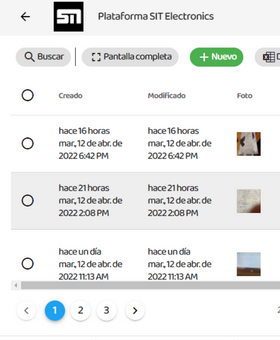 SiT Plataforma SIT Electronics
Buscar Pantalla completa + Nuevo
Creado Modificado Foto
hace 16 horas hace 16 horas
mar., 12 de abr. de mar., 12 de abr. de
2022 6:42 PM 2022 6:42 PM
hace 21 horas hace 21 horas
mar., 12 de abr. de mar., 12 de abr. de
2022 2:08 PM 2022 2:08 PM
hace un día hace un día
mar., 12 de abr. de mar., 12 de abr. de
2022 11:13 AM 2022 11:13 AM
1 2 3